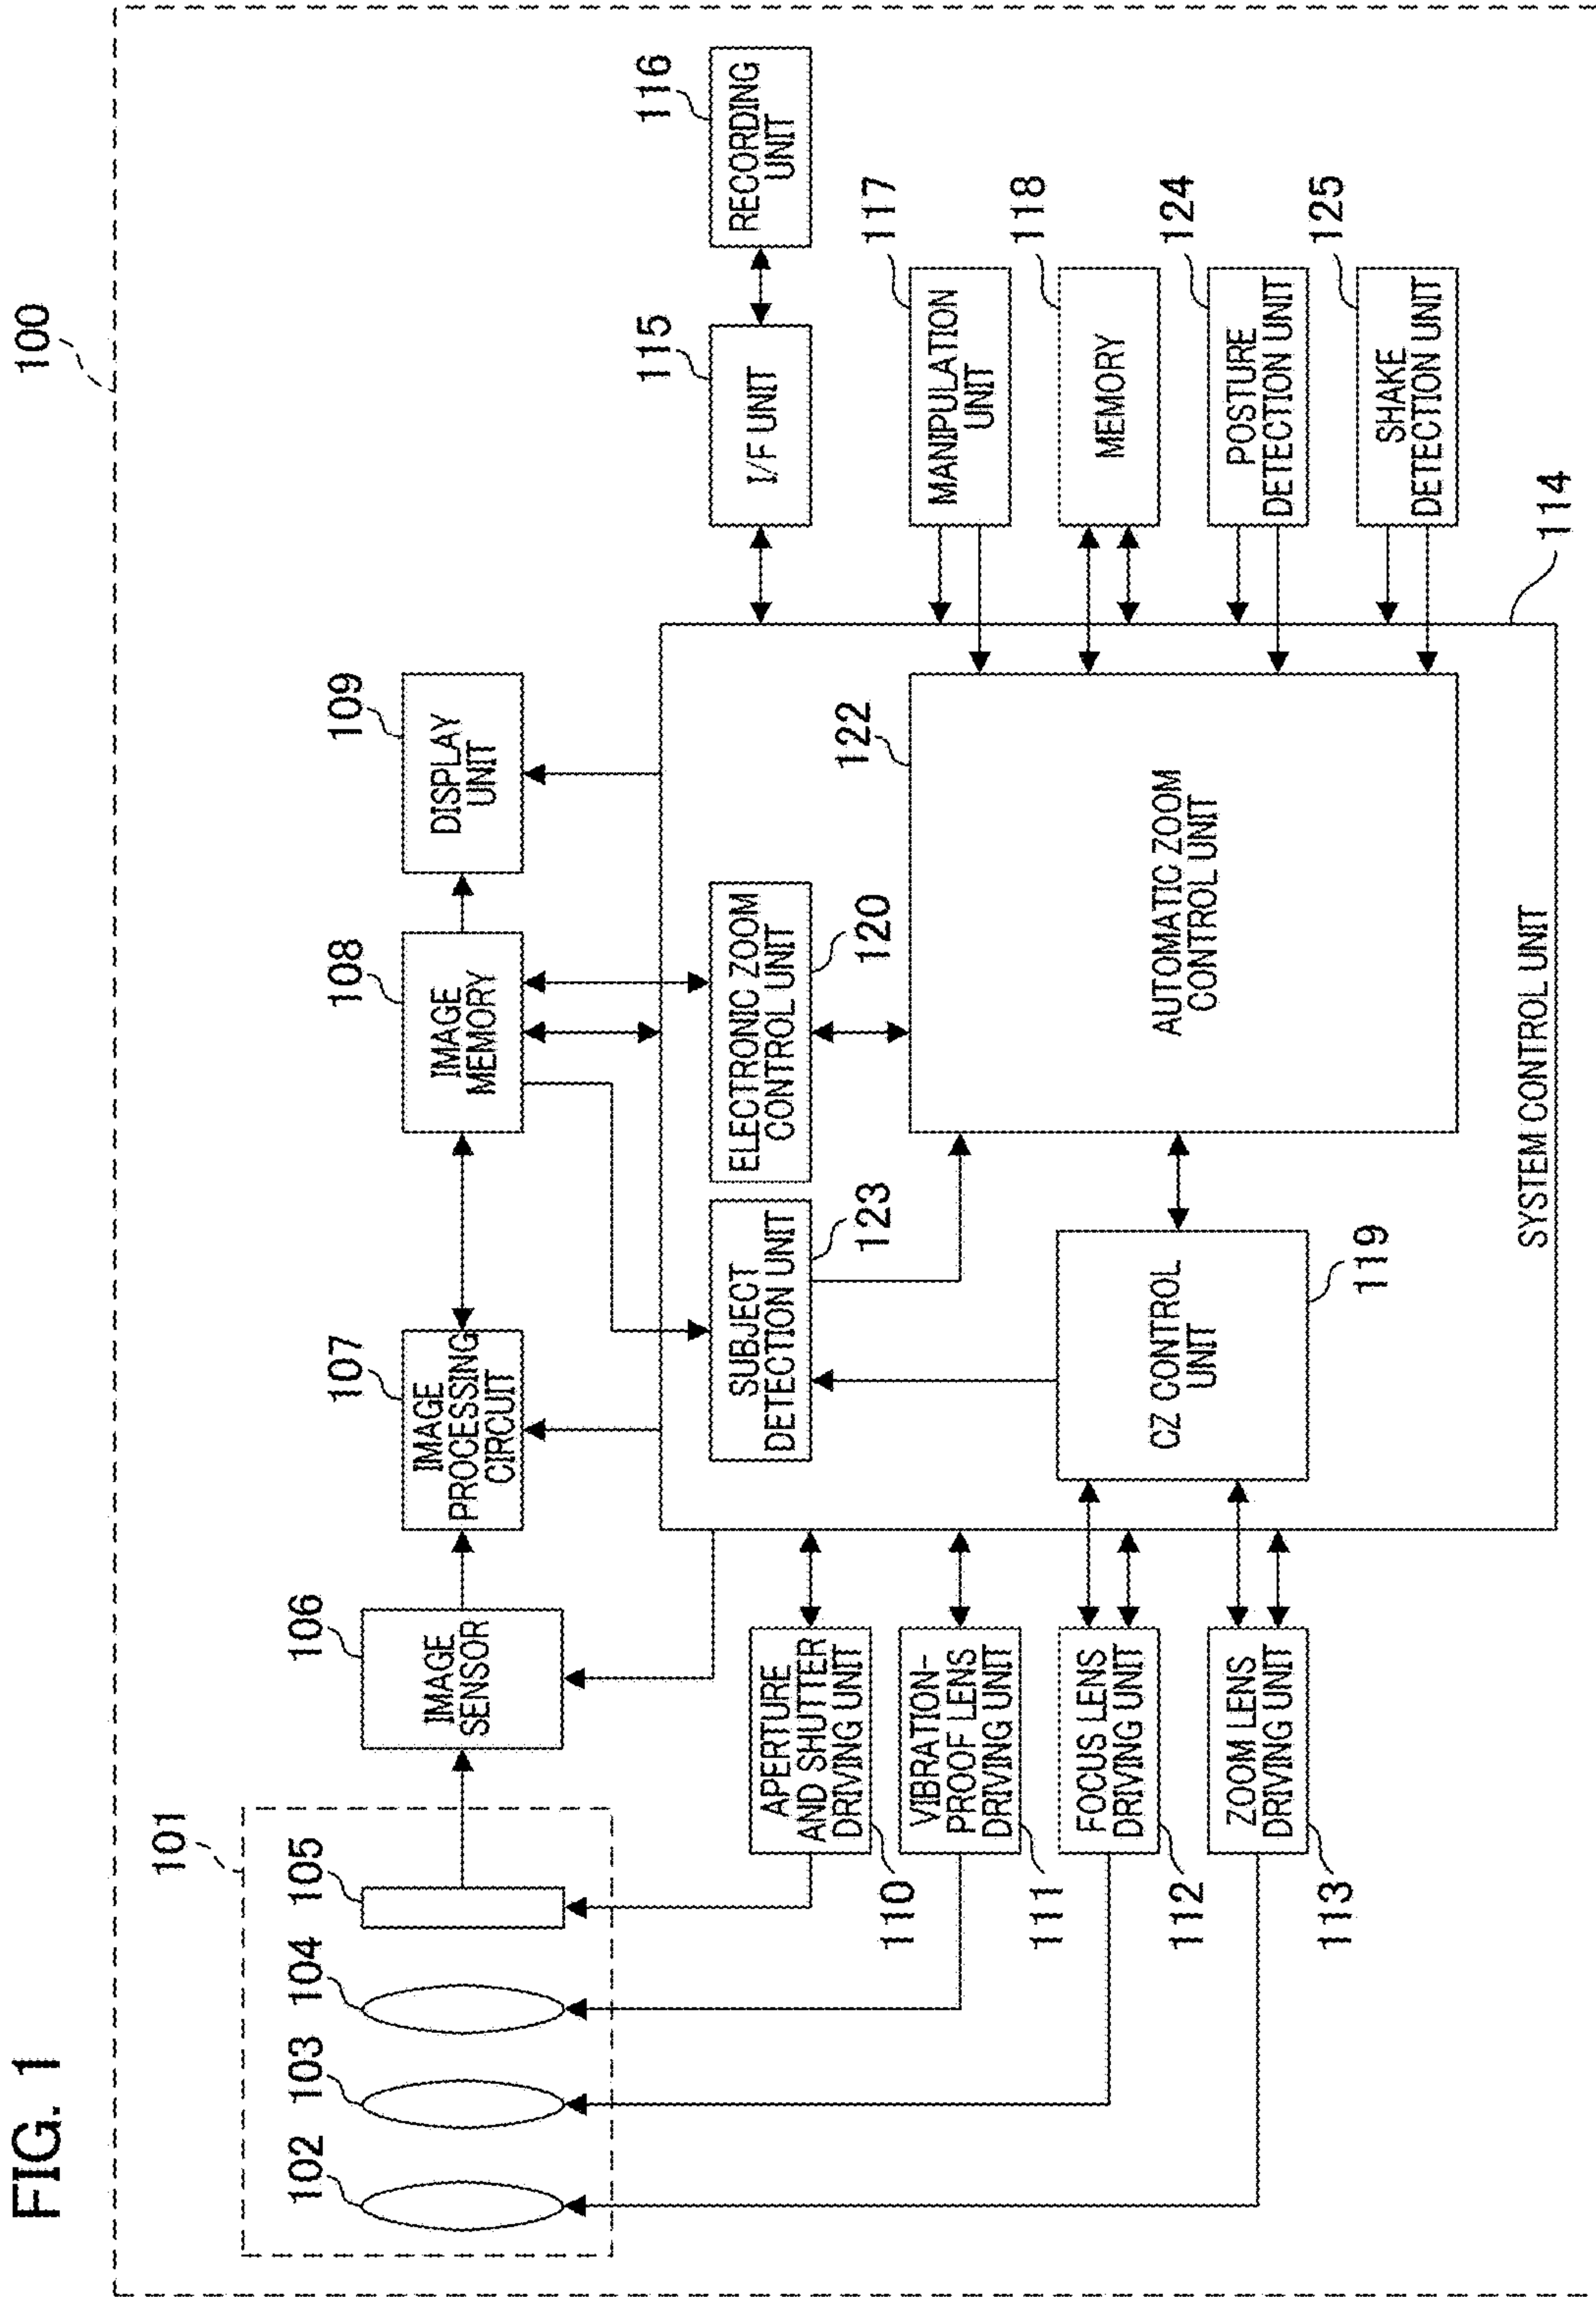 FIG. 1
100
101
102
103
104
105
106
IMAGE
SENSOR
107
IMAGE
PROCESSING
CIRCUIT
108
IMAGE
MEMORY
109
DISPLAY
UNIT
APERTURE
AND SHUTTER
DRIVING UNIT
110
VIBRATION-
PROOF LENS
DRIVING UNIT
111
FOCUS LENS
DRIVING UNIT
112
ZOOM LENS
DRIVING UNIT
113
SUBJECT
DETECTION UNIT
123
ELECTRONIC ZOOM
CONTROL UNIT
120
CZ CONTROL
UNIT
119
122
AUTOMATIC ZOOM
CONTROL UNIT
SYSTEM CONTROL UNIT
114
115
I/F UNIT
116
RECORDING
UNIT
117
MANIPULATION
UNIT
118
MEMORY
124
POSTURE
DETECTION UNIT
125
SHAKE
DETECTION UNIT